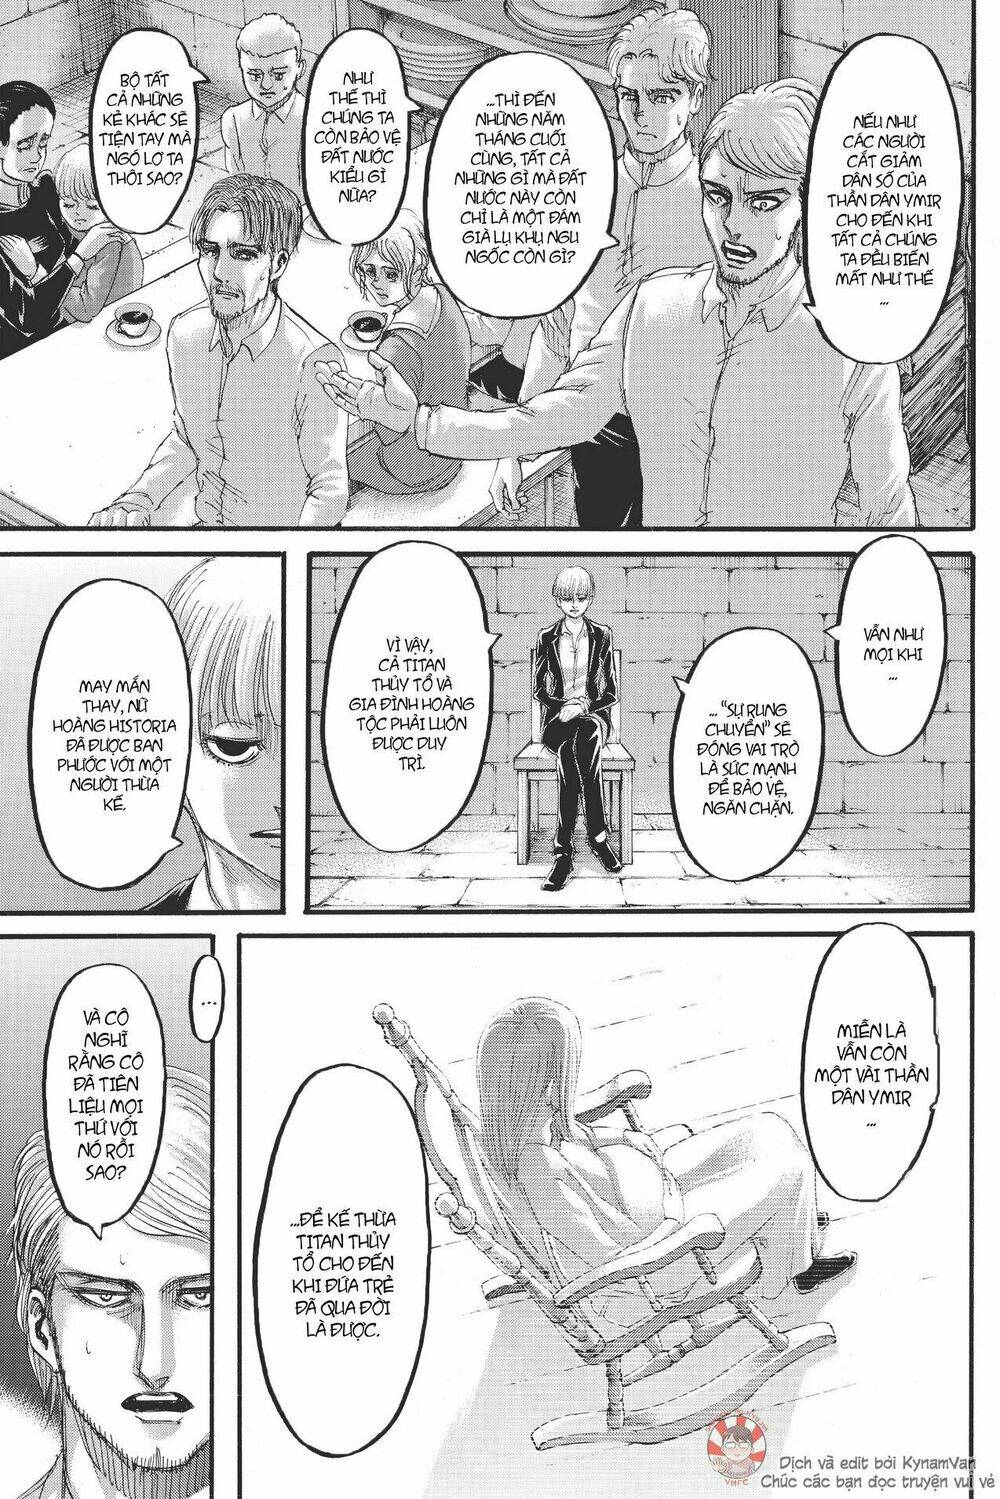 NẾU NHƯ
CÁC NGƯỜI
CẮT GIẢM
DÂN SỐ CỦA
THẦN DÂN YMIR
CHO ĐẾN KHI
TẤT CẢ CHÚNG
TA ĐỀU BIẾN
MẤT NHƯ THẾ
...
...THÌ ĐẾN
NHỮNG NĂM
THÁNG CUỐI
CÙNG, TẤT CẢ
NHỮNG GÌ MÀ ĐẤT
NƯỚC NÀY CÒN
CHỈ LÀ MỘT ĐÁM
GIÀ LỤ KHỤ NGU
NGỐC CÒN GÌ?
NHƯ
THẾ THÌ
CHÚNG TA
CÒN BẢO VỆ
ĐẤT NƯỚC
KIỂU GÌ
NỮA?
BỘ TẤT
CẢ NHỮNG
KẺ KHÁC SẼ
TIỆN TAY MÀ
NGÓ LƠ TA
THÔI SAO?
VẪN NHƯ
MỌI KHI
...
... "SỰ RUNG
CHUYỂN" SẼ
ĐÓNG VAI TRÒ
LÀ SỨC MẠNH
ĐỂ BẢO VỆ,
NGĂN CHẶN.
VÌ VẬY,
CẢ TITAN
THỦY TỔ VÀ
GIA ĐÌNH HOÀNG
TỘC PHẢI LUÔN
ĐƯỢC DUY
TRÌ.
MAY MẮN
THAY, NỮ
HOÀNG HISTORIA
ĐÃ ĐƯỢC BAN
PHƯỚC VỚI MỘT
NGƯỜI THỪA
KẾ.
MIỄN LÀ
VẪN CÒN
MỘT VÀI THẦN
DÂN YMIR
...
...ĐỂ KẾ THỪA
TITAN THỦY
TỔ CHO ĐẾN
KHI ĐỨA TRẺ
ĐÃ QUA ĐỜI
LÀ ĐƯỢC.
...
VÀ CÔ
NGHĨ
RẰNG CÔ
ĐÃ TIÊN
LIỆU MỌI
THỨ VỚI
NÓ RỒI
SAO?
VHFC
Dịch và edit bởi KynamVan
Chúc các bạn đọc truyện vui vẻ